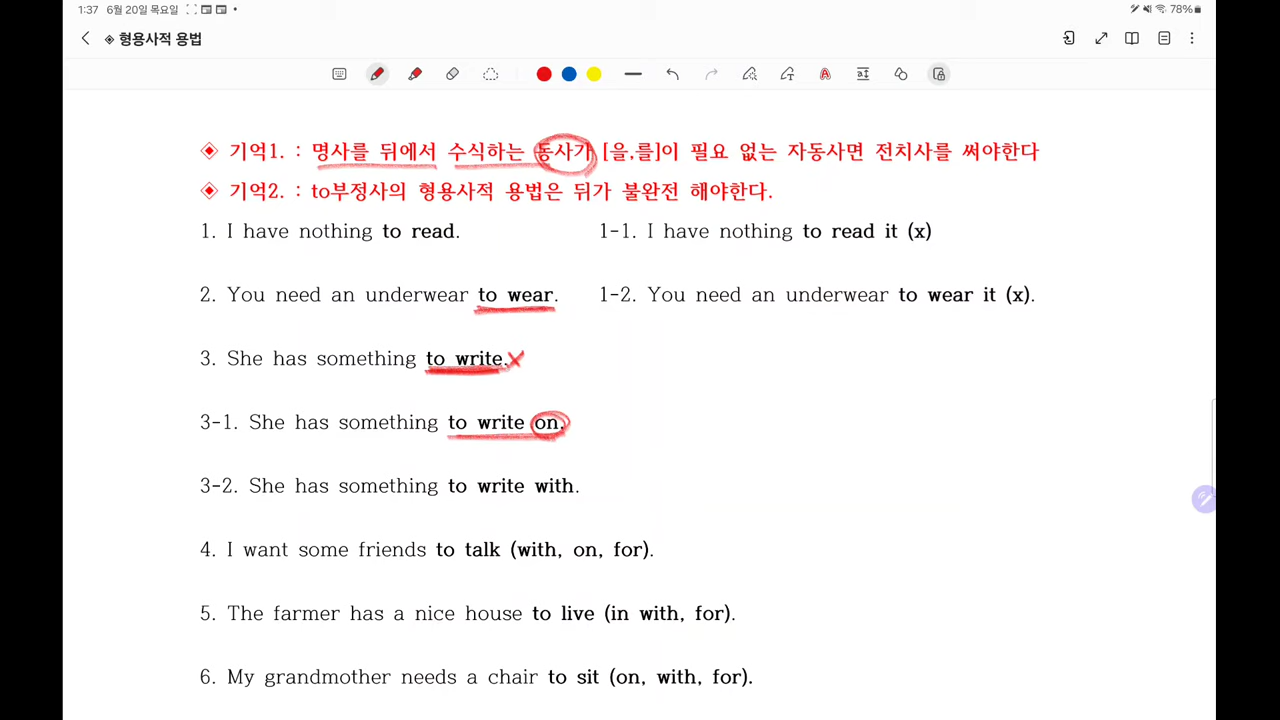 1:37 6월 20일 목요일 78%
◈ 형용사적 용법
◈ 기억1. : 명사를 뒤에서 수식하는 동사가 [을,를]이 필요 없는 자동사면 전치사를 써야한다
◈ 기억2. : to부정사의 형용사적 용법은 뒤가 불완전 해야한다.
1. I have nothing to read. 1-1. I have nothing to read it (x)
2. You need an underwear to wear. 1-2. You need an underwear to wear it (x).
3. She has something to write.
3-1. She has something to write on.
3-2. She has something to write with.
4. I want some friends to talk (with, on, for).
5. The farmer has a nice house to live (in with, for).
6. My grandmother needs a chair to sit (on, with, for).